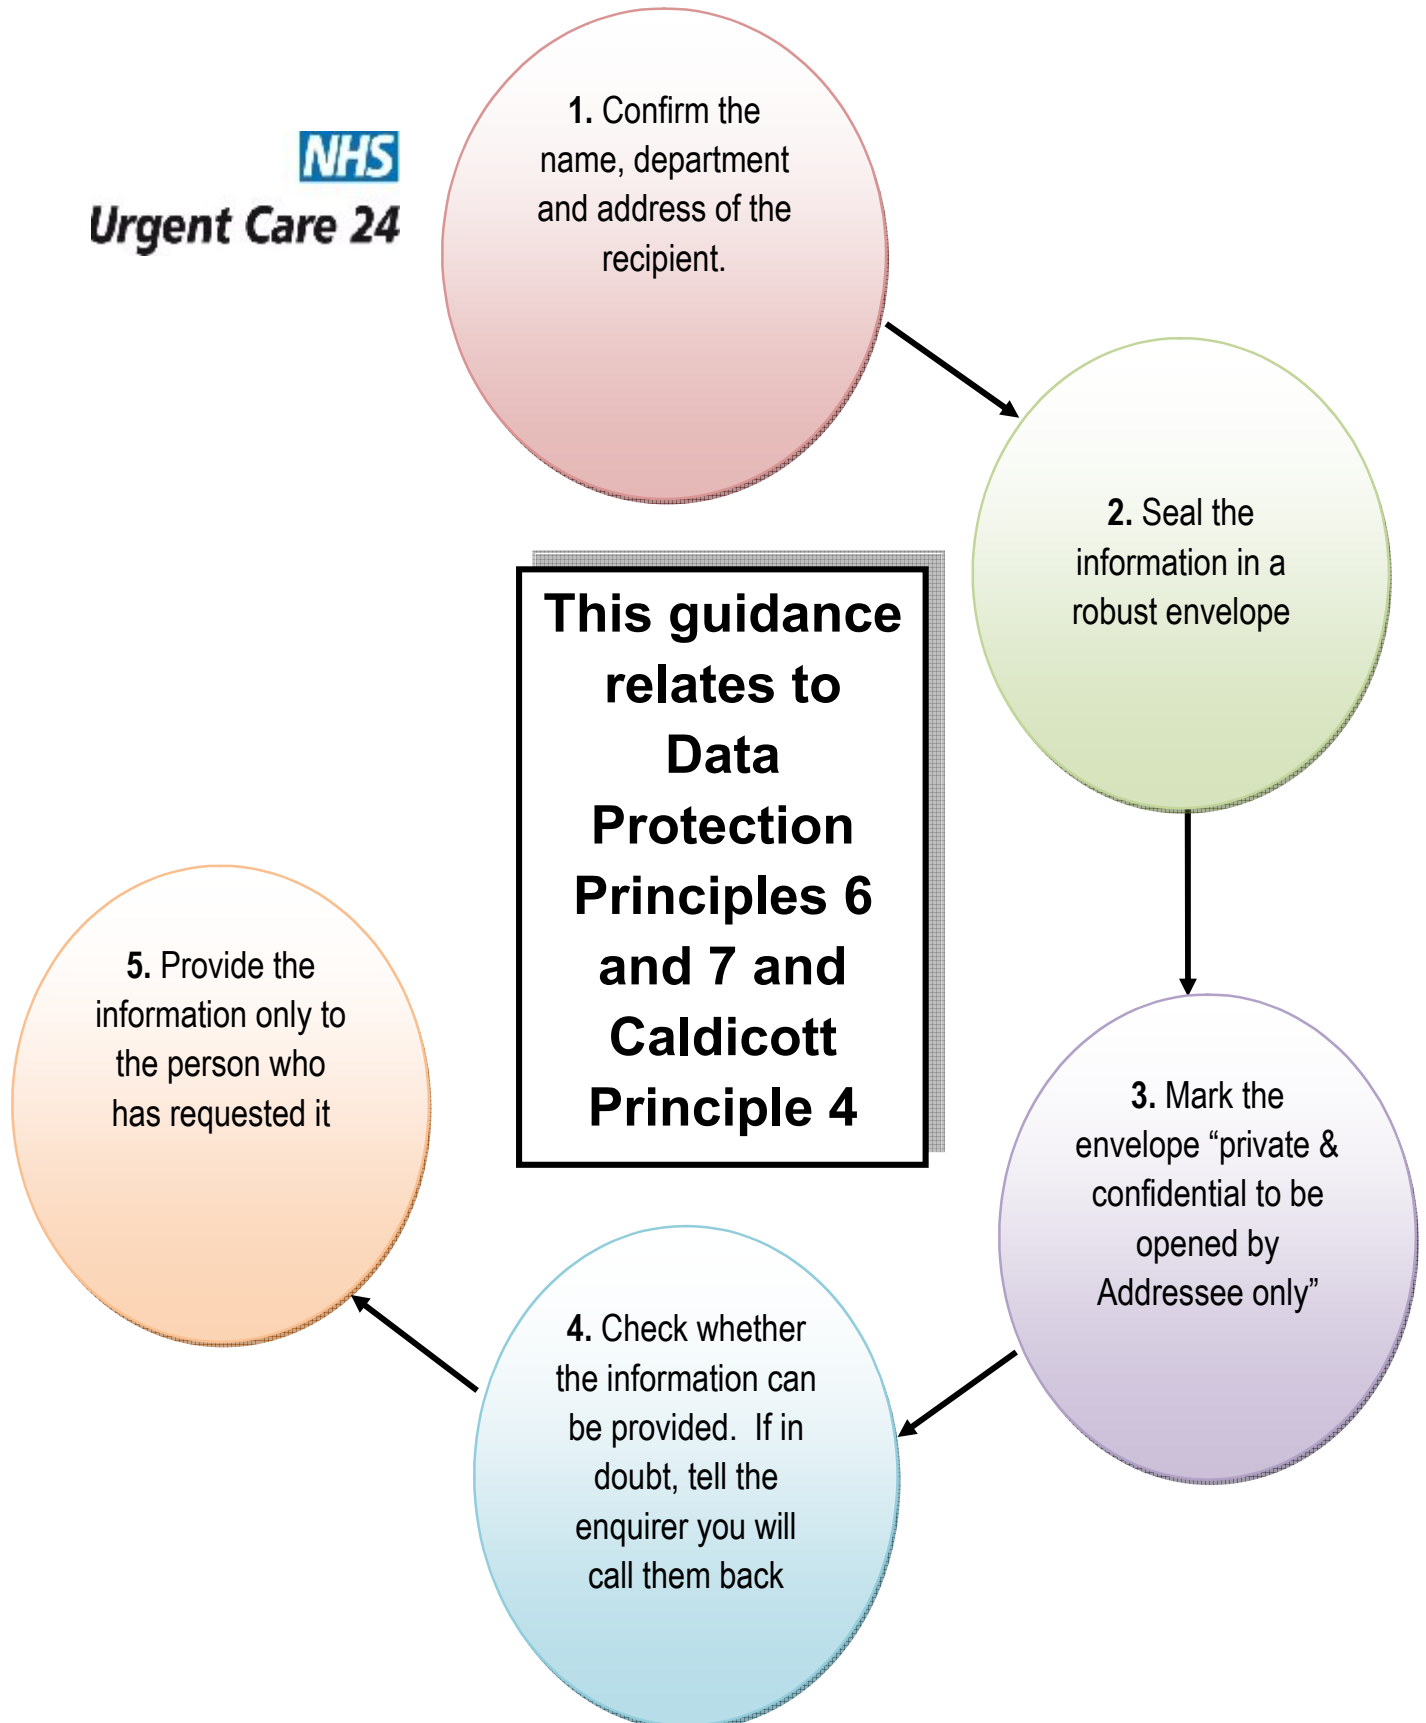 NHS
Urgent Care 24
1. Confirm the
name, department
and address of the
recipient.
2. Seal the
information in a
robust envelope
3. Mark the
envelope “private &
confidential to be
opened by
Addressee only”
4. Check whether
the information can
be provided.  If in
doubt, tell the
enquirer you will
call them back
5. Provide the
information only to
the person who
has requested it
This guidance
relates to
Data
Protection
Principles 6
and 7 and
Caldicott
Principle 4